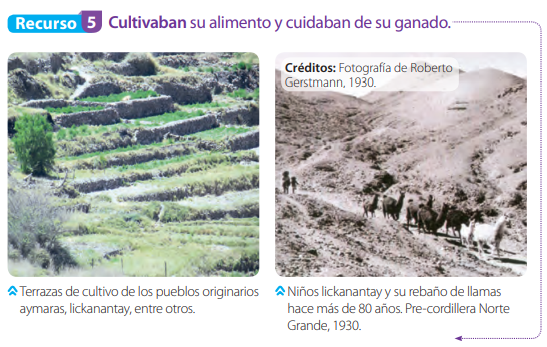 Recurso 5 Cultivaban su alimento y cuidaban de su ganado.
Créditos: Fotografía de Roberto
Gerstmann, 1930.
Terrazas de cultivo de los pueblos originarios
aymaras, lickanantay, entre otros.
Niños lickanantay y su rebaño de llamas
hace más de 80 años. Pre-cordillera Norte
Grande, 1930.